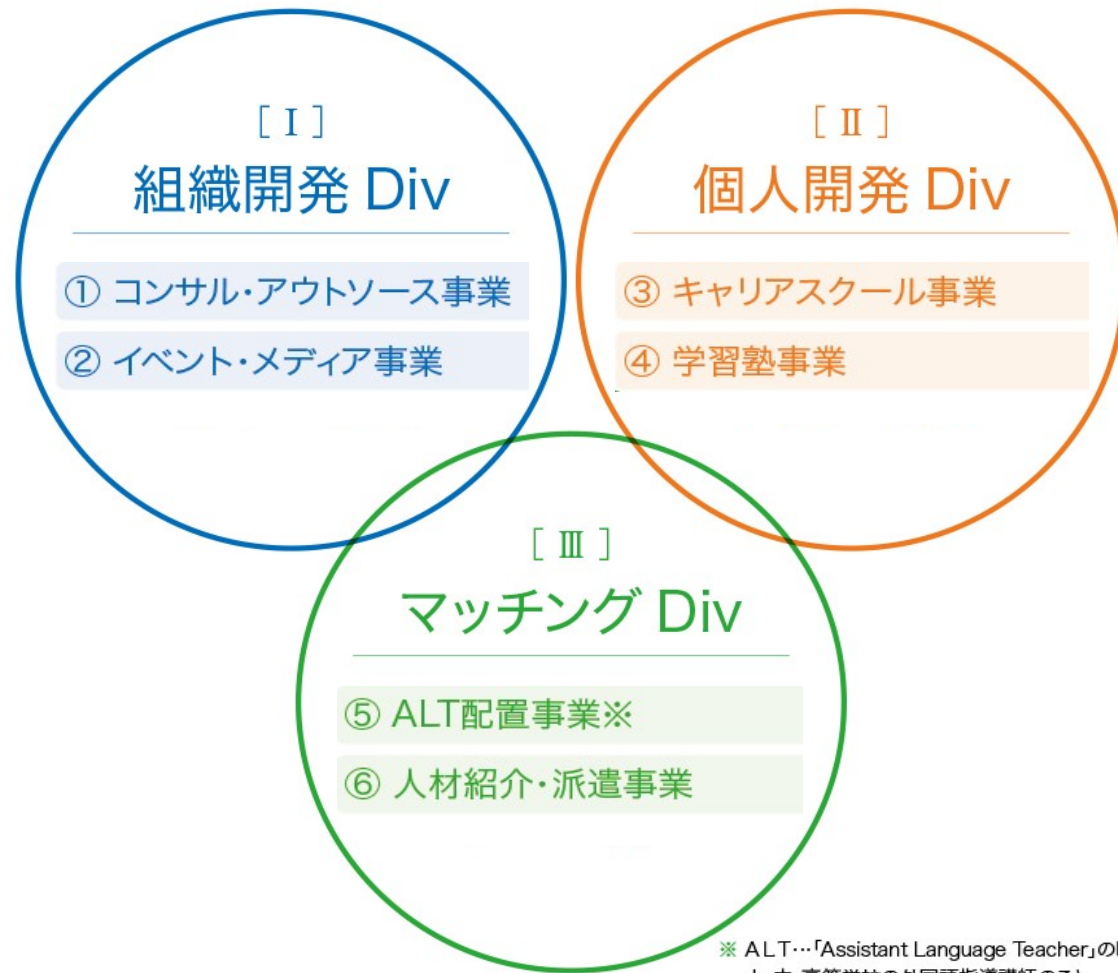 [ Ⅰ ]
組織開発 Div
① コンサル・アウトソース事業
② イベント・メディア事業
[ Ⅱ ]
個人開発 Div
③ キャリアスクール事業
④ 学習塾事業
[ Ⅲ ]
マッチング Div
⑤ ALT配置事業※
⑥ 人材紹介・派遣事業
※ ALT…「Assistant Language Teacher」の